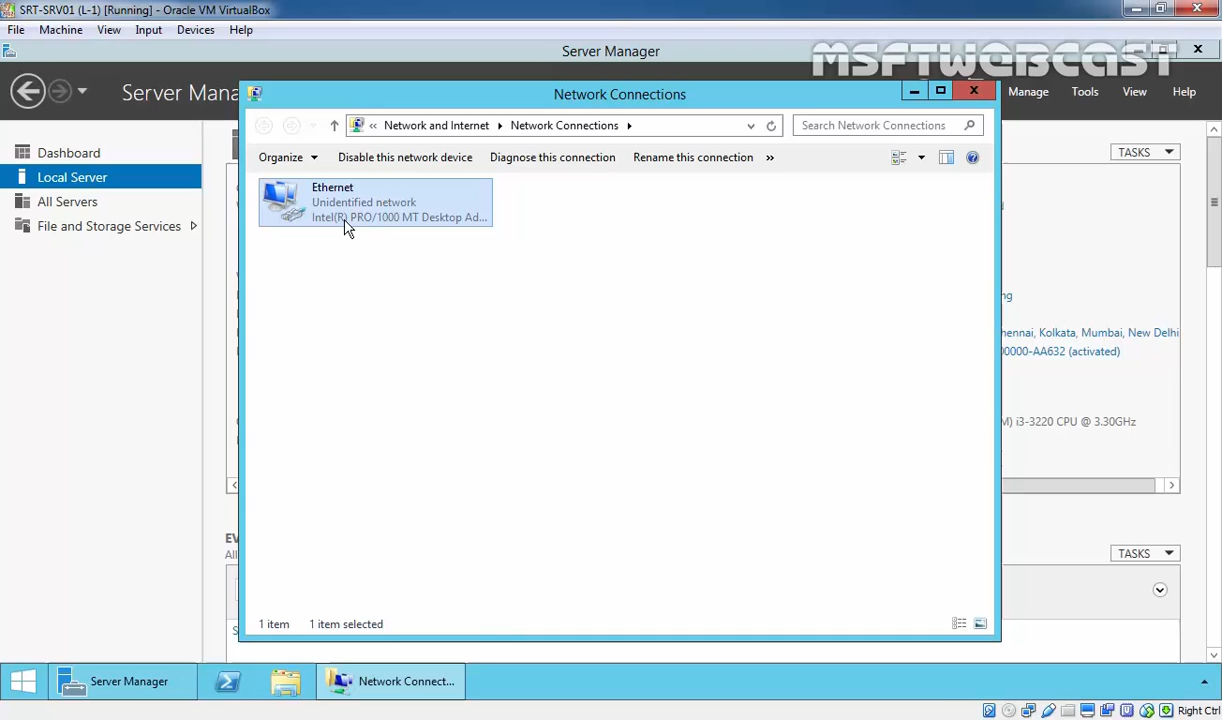 SRT-SRV01 (L-1) [Running] - Oracle VM VirtualBox
File Machine View Input Devices Help
Server Manager
MSFTWEBCAST
Server Mana
Manage Tools View Help
Network Connections
Network and Internet Network Connections
Search Network Connections
Organize Disable this network device Diagnose this connection Rename this connection »
Dashboard
Local Server
All Servers
File and Storage Services
TASKS
Ethernet
Unidentified network
Intel(R) PRO/1000 MT Desktop Ad...
ng
hennai, Kolkata, Mumbai, New Delhi
00000-AA632 (activated)
M) i3-3220 CPU @ 3.30GHz
EV
All
TASKS
1 item 1 item selected
Server Manager
Network Connect...
Right Ctrl